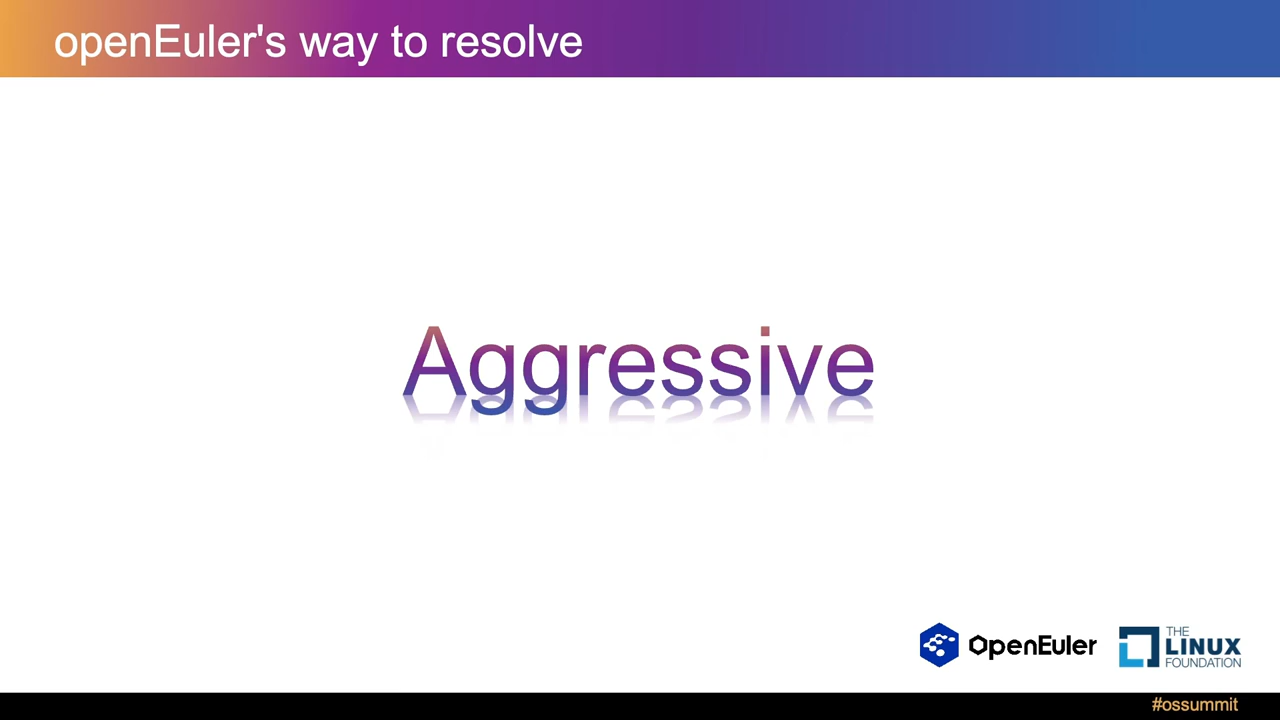 openEuler's way to resolve
Aggressive
OpenEuler
THE
LINUX
FOUNDATION
#ossummit